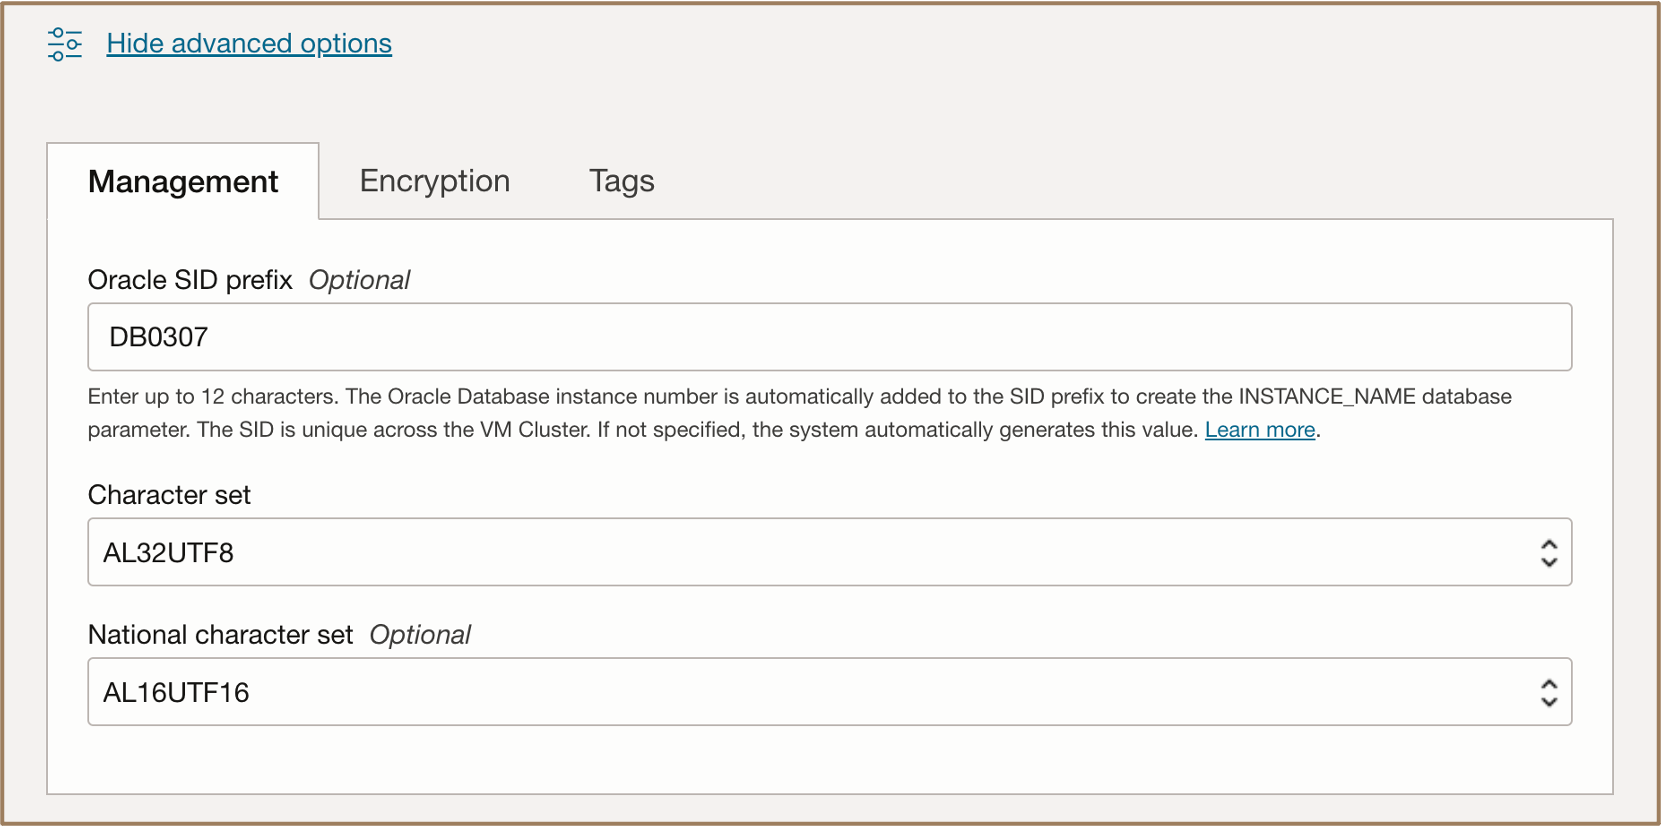 Hide advanced options
Management Encryption Tags
Oracle SID prefix Optional
DB0307
Enter up to 12 characters. The Oracle Database instance number is automatically added to the SID prefix to create the INSTANCE_NAME database
parameter. The SID is unique across the VM Cluster. If not specified, the system automatically generates this value. Learn more.
Character set
AL32UTF8
National character set Optional
AL16UTF16